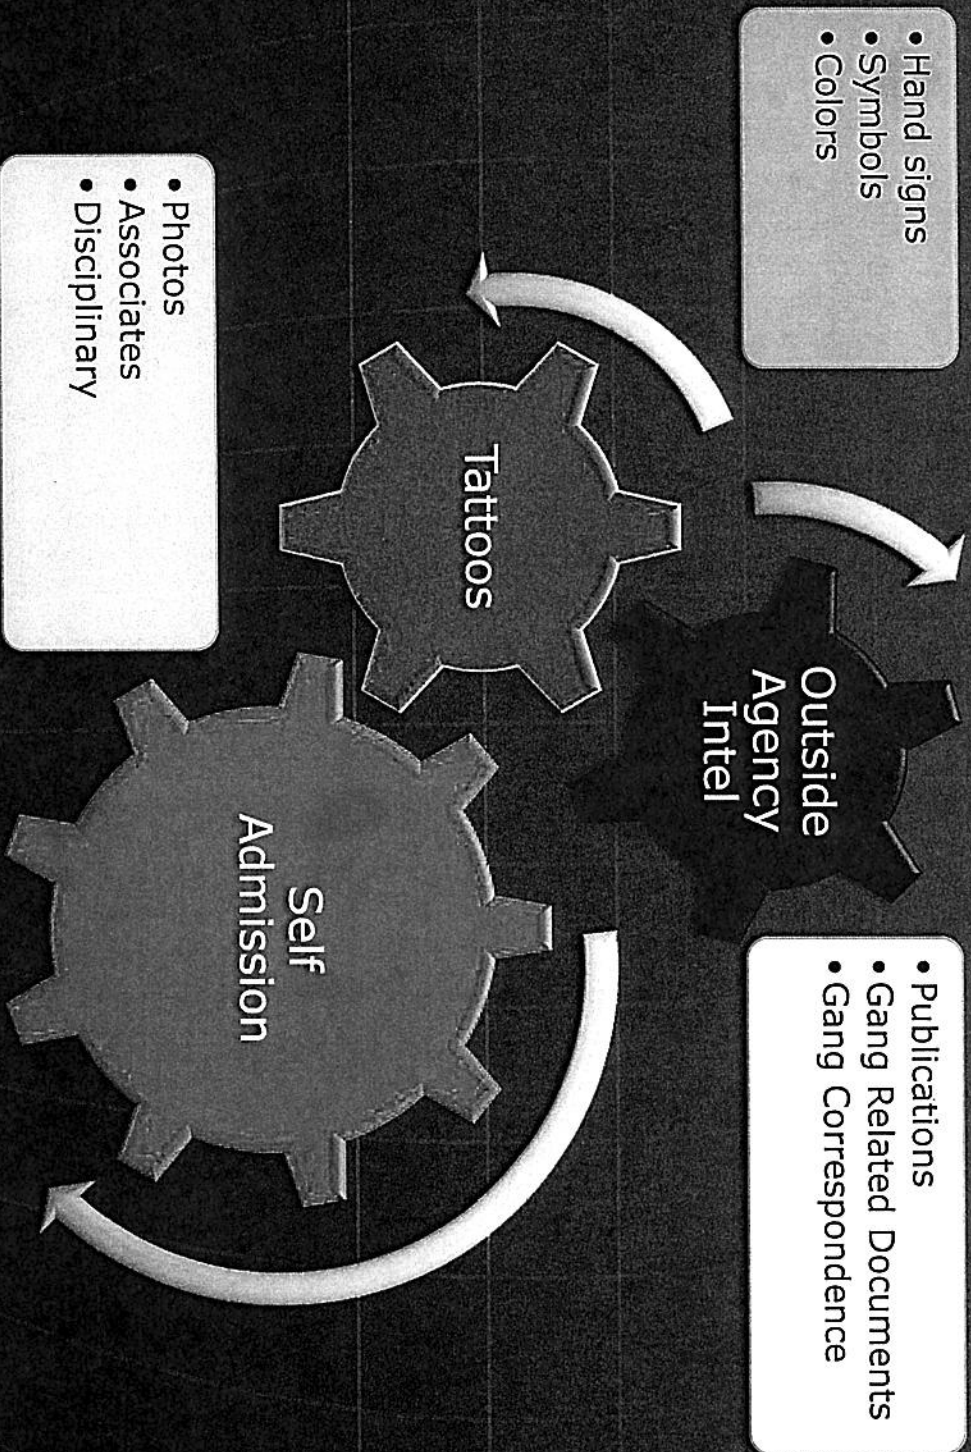 • Hand signs
• Symbols
• Colors
Outside
Agency
Intel
• Publications
• Gang Related Documents
• Gang Correspondence
Tattoos
• Photos
• Associates
• Disciplinary
Self
Admission